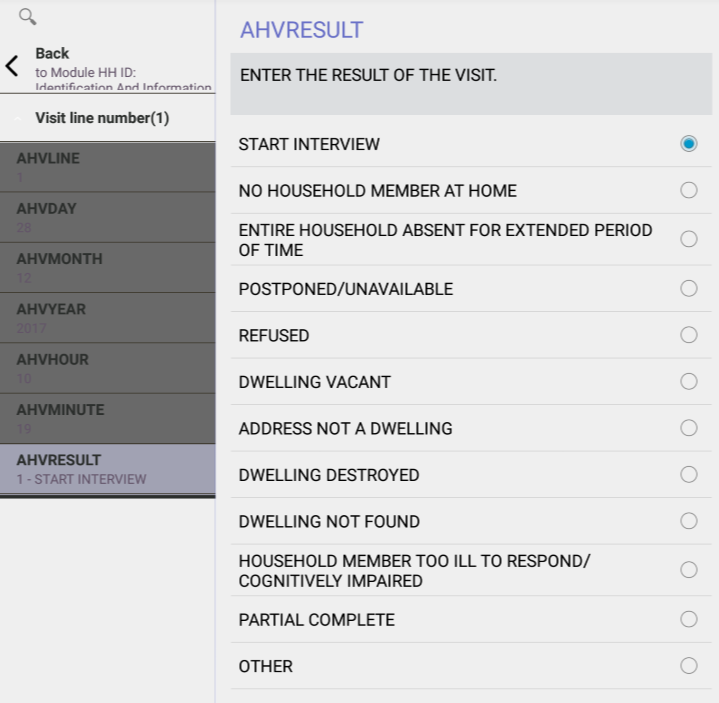 Back
to Module HH ID:
Identification And Information
Visit line number(1)
AHVLINE
1
AHVDAY
28
AHVMONTH
12
AHVYEAR
2017
AHVHOUR
10
AHVMINUTE
19
AHVRESULT
1 - START INTERVIEW
AHVRESULT
ENTER THE RESULT OF THE VISIT.
START INTERVIEW
NO HOUSEHOLD MEMBER AT HOME
ENTIRE HOUSEHOLD ABSENT FOR EXTENDED PERIOD
OF TIME
POSTPONED/UNAVAILABLE
REFUSED
DWELLING VACANT
ADDRESS NOT A DWELLING
DWELLING DESTROYED
DWELLING NOT FOUND
HOUSEHOLD MEMBER TOO ILL TO RESPOND/
COGNITIVELY IMPAIRED
PARTIAL COMPLETE
OTHER